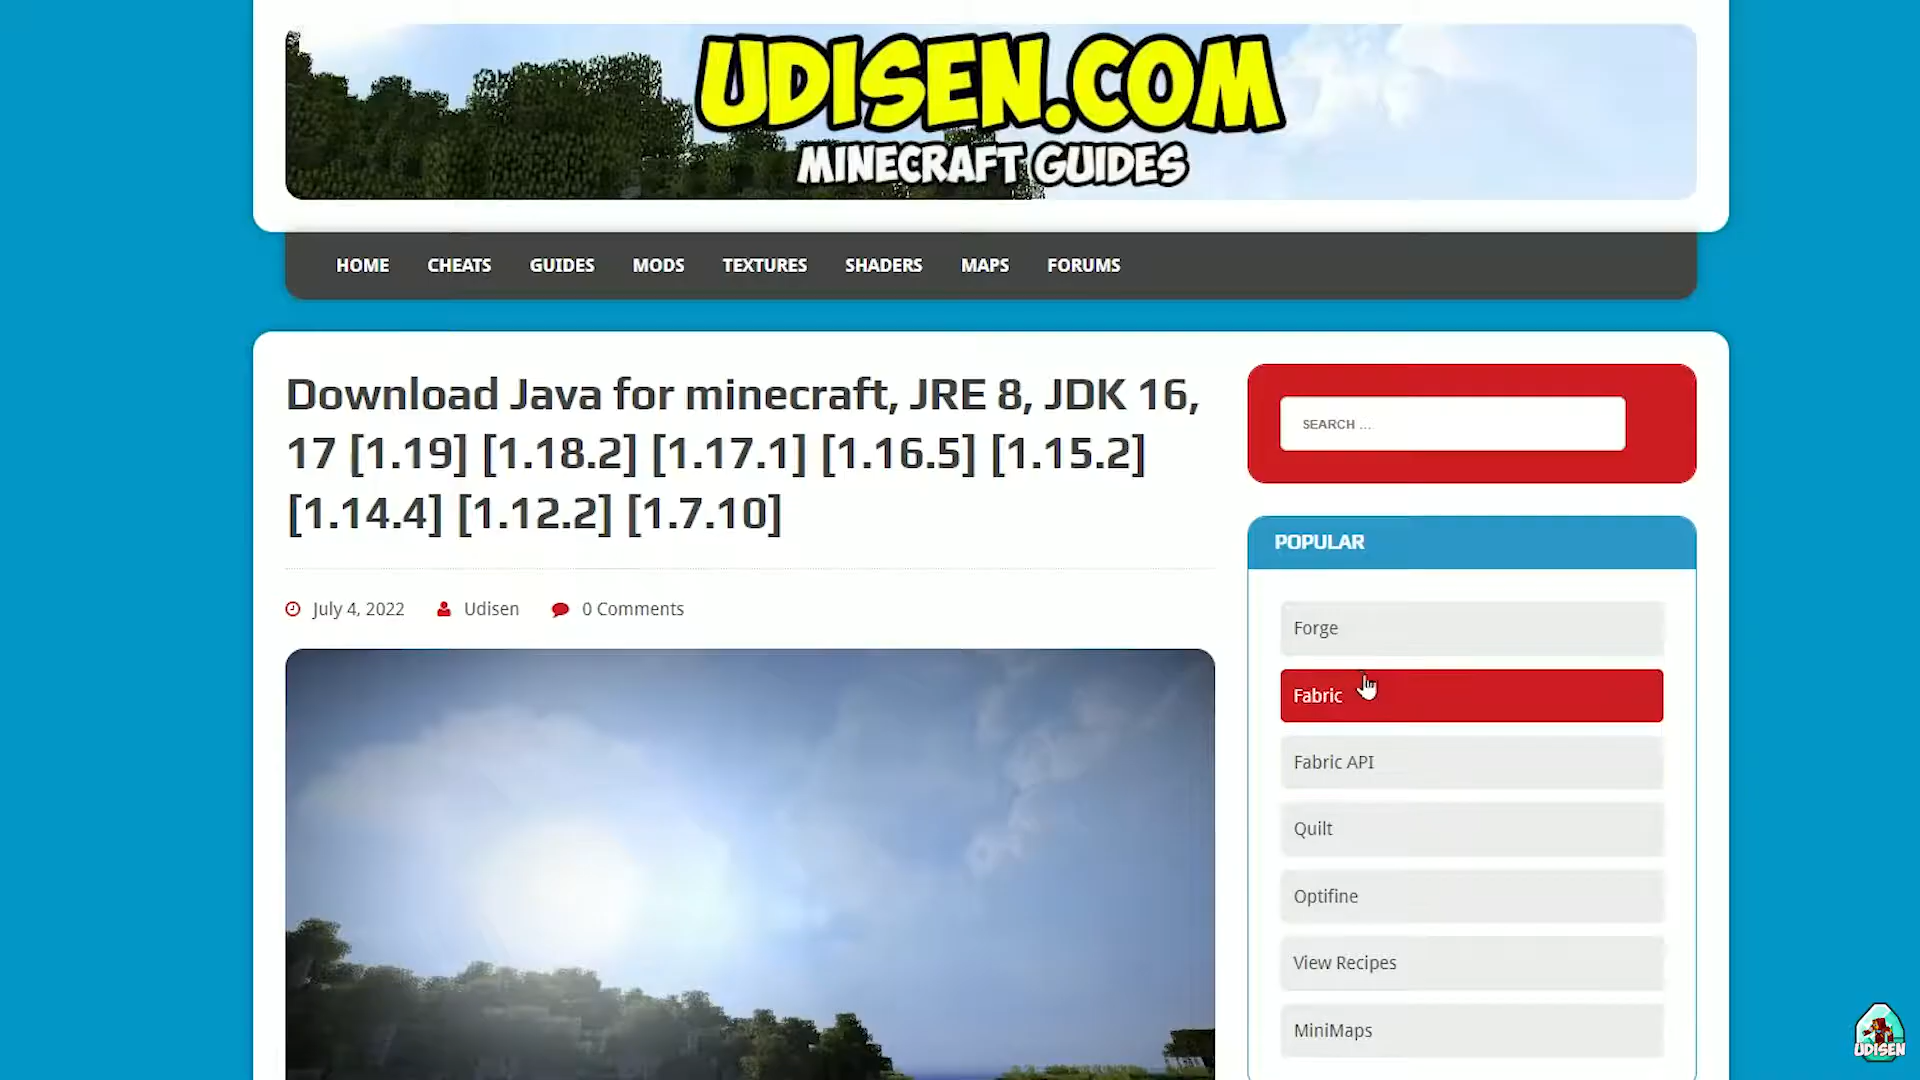 UDISEN.COM
MINECRAFT GUIDES
HOME CHEATS GUIDES MODS TEXTURES SHADERS MAPS FORUMS
Download Java for minecraft, JRE 8, JDK 16,
17 [1.19] [1.18.2] [1.17.1] [1.16.5] [1.15.2]
[1.14.4] [1.12.2] [1.7.10]
July 4, 2022 Udisen 0 Comments
SEARCH ...
POPULAR
Forge
Fabric
Fabric API
Quilt
Optifine
View Recipes
MiniMaps
UDISEN